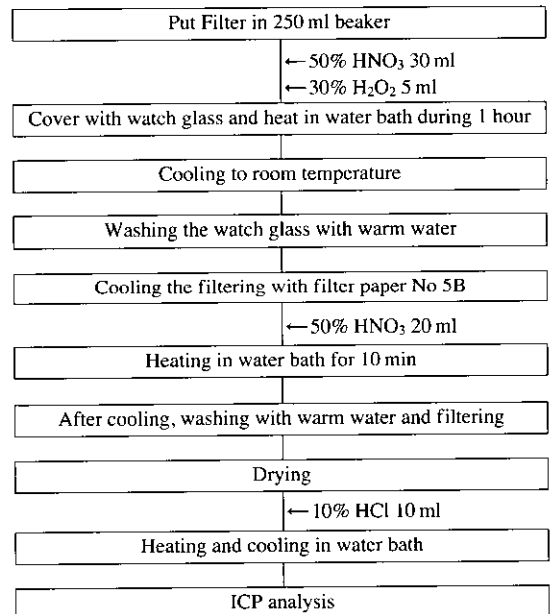 Put Filter in 250 ml beaker
←50% HNO₃ 30 ml
←30% H₂O₂ 5 ml
Cover with watch glass and heat in water bath during 1 hour
Cooling to room temperature
Washing the watch glass with warm water
Cooling the filtering with filter paper No 5B
←50% HNO₃ 20 ml
Heating in water bath for 10 min
After cooling, washing with warm water and filtering
Drying
←10% HCl 10 ml
Heating and cooling in water bath
ICP analysis